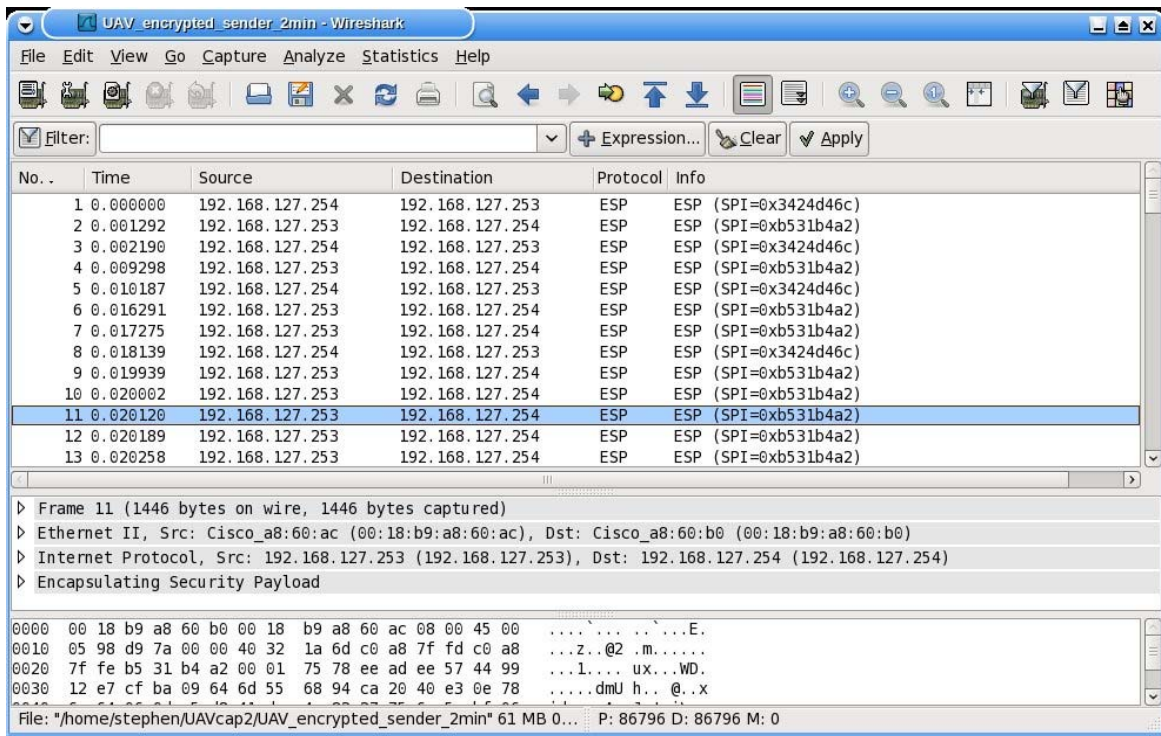 UAV_encrypted_sender_2min - Wireshark
File Edit View Go Capture Analyze Statistics Help
Filter: Expression... Clear Apply
No. . Time Source Destination Protocol Info
1 0.000000 192.168.127.254 192.168.127.253 ESP ESP (SPI=0x3424d46c)
2 0.001292 192.168.127.253 192.168.127.254 ESP ESP (SPI=0xb531b4a2)
3 0.002190 192.168.127.254 192.168.127.253 ESP ESP (SPI=0x3424d46c)
4 0.009298 192.168.127.253 192.168.127.254 ESP ESP (SPI=0xb531b4a2)
5 0.010187 192.168.127.254 192.168.127.253 ESP ESP (SPI=0x3424d46c)
6 0.016291 192.168.127.253 192.168.127.254 ESP ESP (SPI=0xb531b4a2)
7 0.017275 192.168.127.253 192.168.127.254 ESP ESP (SPI=0xb531b4a2)
8 0.018139 192.168.127.254 192.168.127.253 ESP ESP (SPI=0x3424d46c)
9 0.019939 192.168.127.253 192.168.127.254 ESP ESP (SPI=0xb531b4a2)
10 0.020002 192.168.127.253 192.168.127.254 ESP ESP (SPI=0xb531b4a2)
11 0.020120 192.168.127.253 192.168.127.254 ESP ESP (SPI=0xb531b4a2)
12 0.020189 192.168.127.253 192.168.127.254 ESP ESP (SPI=0xb531b4a2)
13 0.020258 192.168.127.253 192.168.127.254 ESP ESP (SPI=0xb531b4a2)
Frame 11 (1446 bytes on wire, 1446 bytes captured)
Ethernet II, Src: Cisco_a8:60:ac (00:18:b9:a8:60:ac), Dst: Cisco_a8:60:b0 (00:18:b9:a8:60:b0)
Internet Protocol, Src: 192.168.127.253 (192.168.127.253), Dst: 192.168.127.254 (192.168.127.254)
Encapsulating Security Payload
0000 00 18 b9 a8 60 b0 00 18 b9 a8 60 ac 08 00 45 00 ....`... ..`...E.
0010 05 98 d9 7a 00 00 40 32 1a 6d c0 a8 7f fd c0 a8 ...z..@2 .m......
0020 7f fe b5 31 b4 a2 00 01 75 78 ee ad ee 57 44 99 ...1.... ux...WD.
0030 12 e7 cf ba 09 64 6d 55 68 94 ca 20 40 e3 0e 78 .....dmU h.. @..x
File: "/home/stephen/UAVcap2/UAV_encrypted_sender_2min" 61 MB 0... P: 86796 D: 86796 M: 0